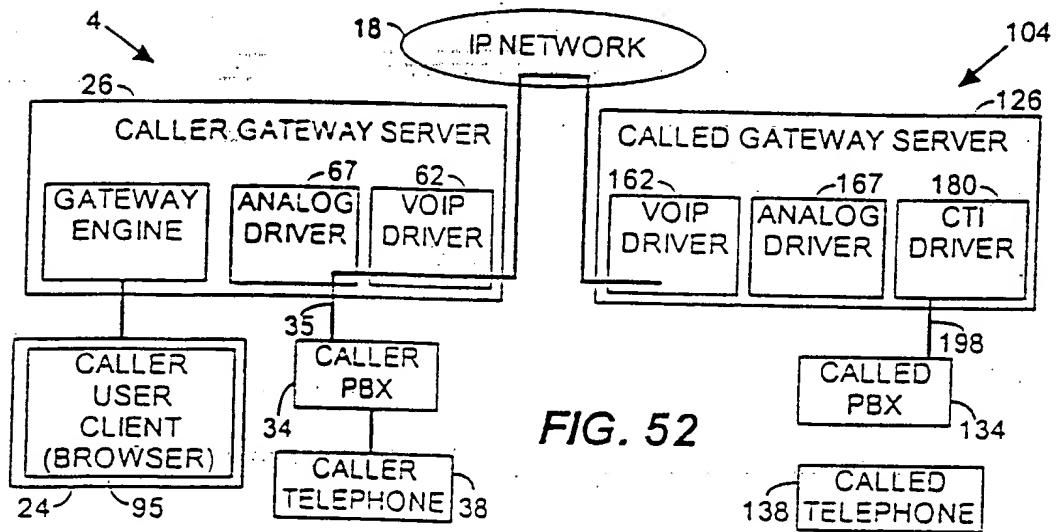 4
18
IP NETWORK
104
26
126
CALLER GATEWAY SERVER
CALLED GATEWAY SERVER
67
62
162
167
180
GATEWAY
ENGINE
ANALOG
DRIVER
VOIP
DRIVER
VOIP
DRIVER
ANALOG
DRIVER
CTI
DRIVER
35
198
CALLER
USER
CLIENT
(BROWSER)
24
95
CALLER
PBX
34
CALLER
TELEPHONE
38
FIG. 52
CALLED
PBX
134
138
CALLED
TELEPHONE